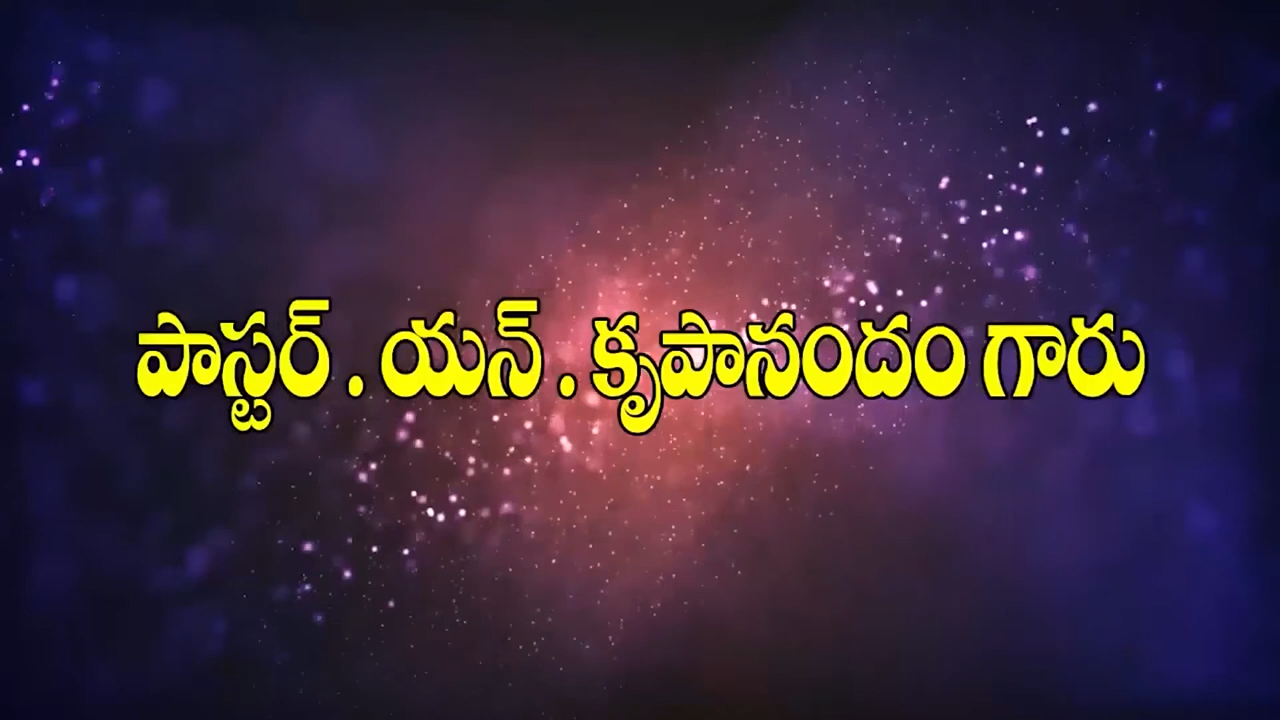 పాస్టర్ . యన్ . కృపానందం గారు